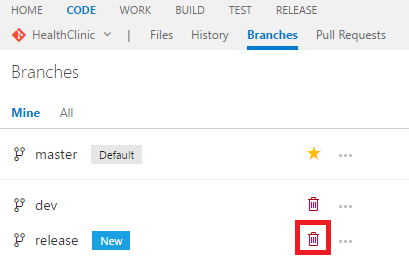 HOME CODE WORK BUILD TEST RELEASE
HealthClinic | Files History Branches Pull Requests
Branches
Mine All
master Default
dev
release New